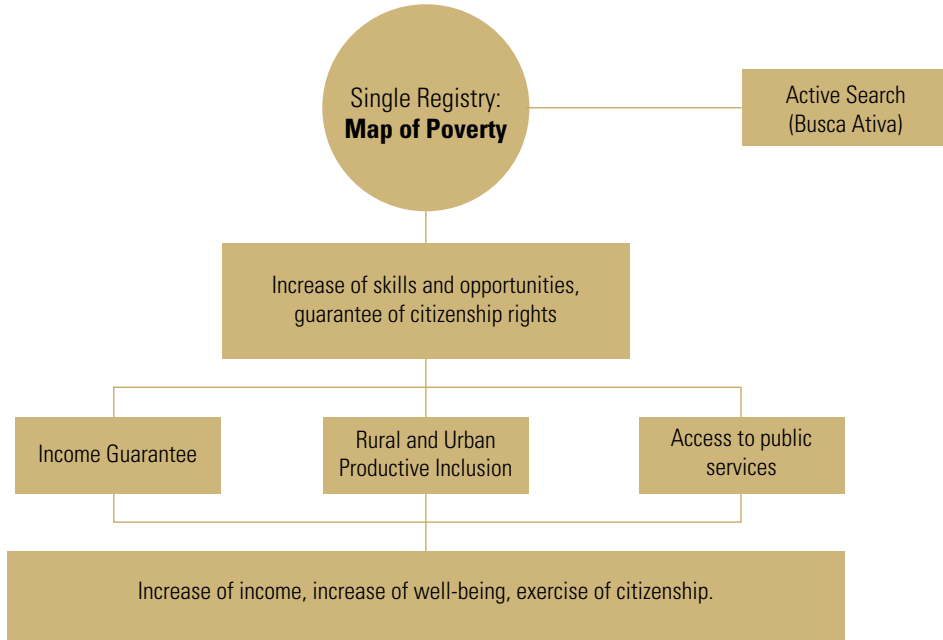 Single Registry:
Map of Poverty
Active Search
(Busca Ativa)
Increase of skills and opportunities,
guarantee of citizenship rights
Income Guarantee
Rural and Urban
Productive Inclusion
Access to public
services
Increase of income, increase of well-being, exercise of citizenship.